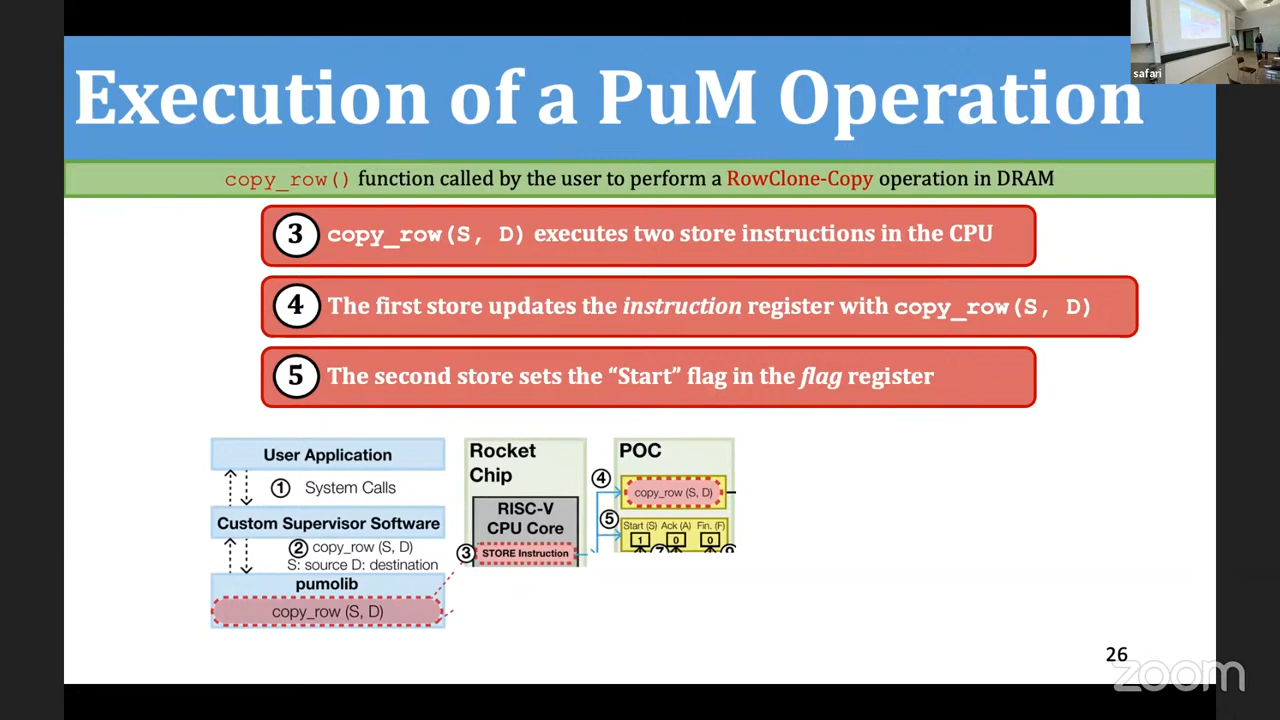 safari
Execution of a PuM Operation
copy_row() function called by the user to perform a RowClone-Copy operation in DRAM
3 copy_row(S, D) executes two store instructions in the CPU
4 The first store updates the instruction register with copy_row(S, D)
5 The second store sets the “Start” flag in the flag register
User Application
1 System Calls
Custom Supervisor Software
2 copy_row (S, D)
S: source D: destination
pumolib
copy_row (S, D)
Rocket
Chip
RISC-V
CPU Core
3 STORE Instruction
POC
4 copy_row (S, D)
5 Start (S) Ack (A) Fin. (F)
1 0 0
26
zoom